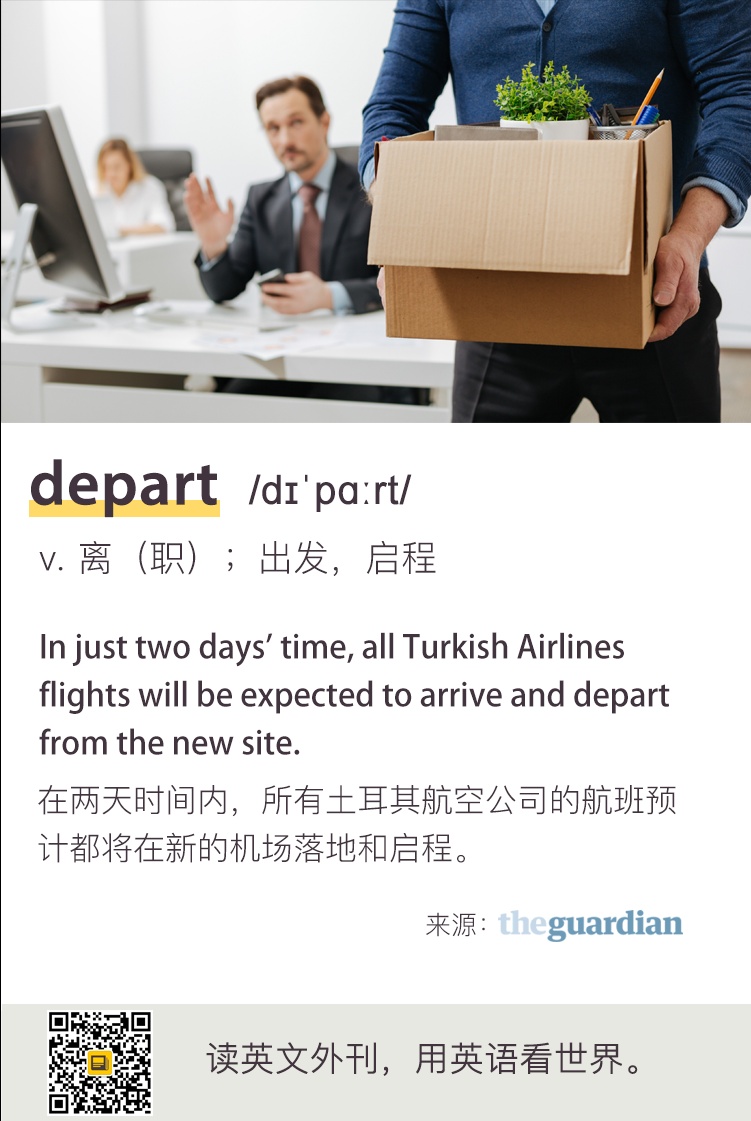 depart /dɪˈpɑːrt/
v. 离（职）；出发，启程
In just two days’ time, all Turkish Airlines
flights will be expected to arrive and depart
from the new site.
在两天时间内，所有土耳其航空公司的航班预
计都将在新的机场落地和启程。
来源：theguardian
读英文外刊，用英语看世界。